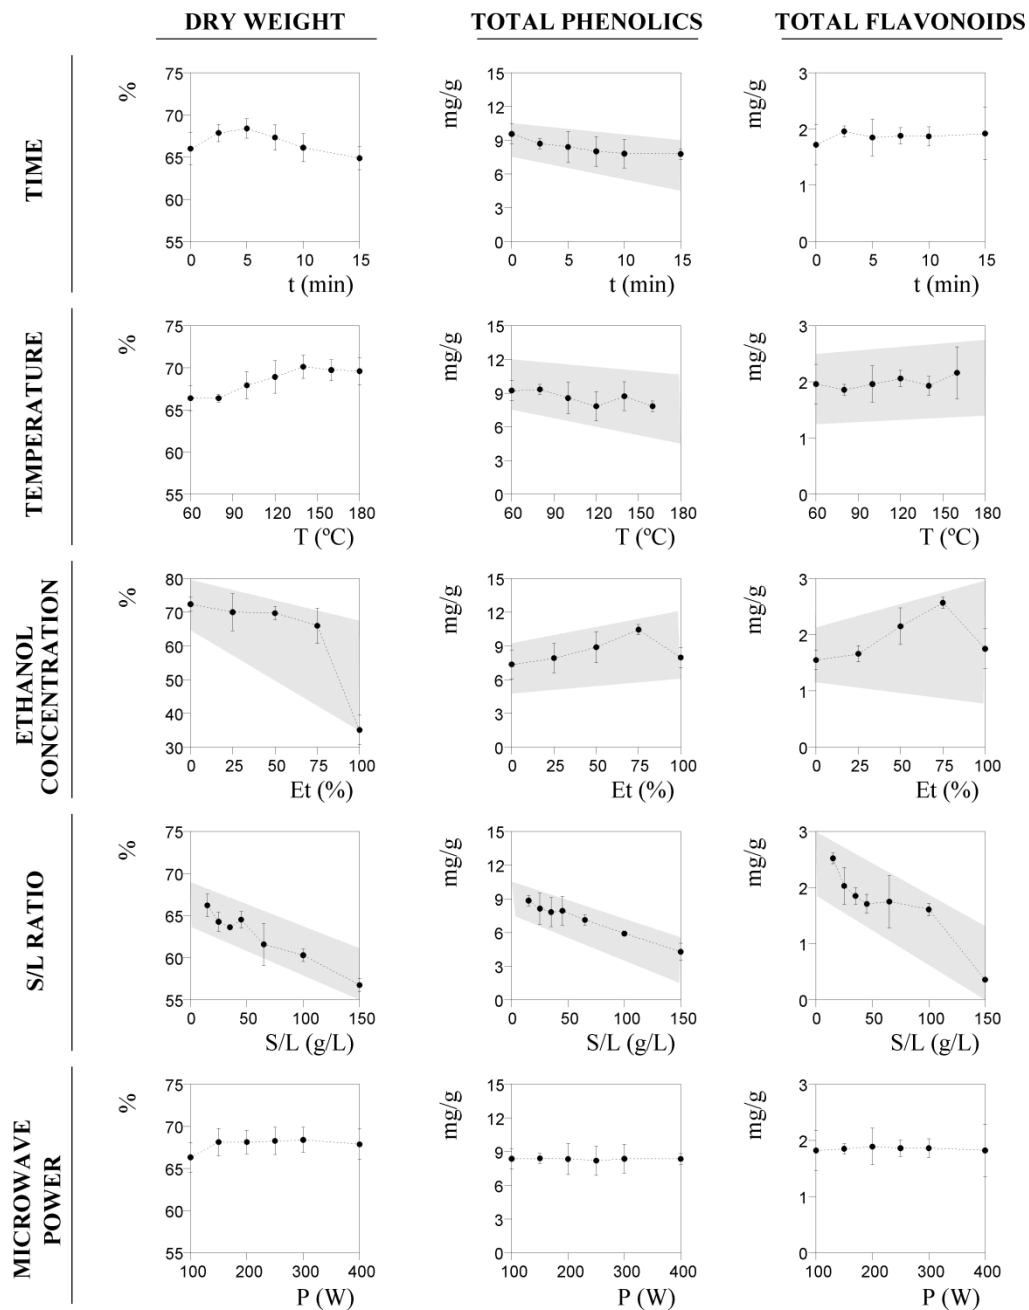 DRY WEIGHT TOTAL PHENOLICS TOTAL FLAVONOIDS
TIME
%
75
70
65
60
55
0 5 10 15
t (min)
mg/g
15
12
9
6
3
0
0 5 10 15
t (min)
mg/g
3
2
1
0
0 5 10 15
t (min)
TEMPERATURE
%
75
70
65
60
55
60 90 120 150 180
T (ºC)
mg/g
15
12
9
6
3
0
60 90 120 150 180
T (ºC)
mg/g
3
2
1
0
60 90 120 150 180
T (ºC)
ETHANOL
CONCENTRATION
%
80
70
60
50
40
30
0 25 50 75 100
Et (%)
mg/g
15
12
9
6
3
0
0 25 50 75 100
Et (%)
mg/g
3
2
1
0
0 25 50 75 100
Et (%)
S/L RATIO
%
75
70
65
60
55
0 50 100 150
S/L (g/L)
mg/g
15
12
9
6
3
0
0 50 100 150
S/L (g/L)
mg/g
3
2
1
0
0 50 100 150
S/L (g/L)
MICROWAVE
POWER
%
75
70
65
60
55
100 200 300 400
P (W)
mg/g
15
12
9
6
3
0
100 200 300 400
P (W)
mg/g
3
2
1
0
100 200 300 400
P (W)